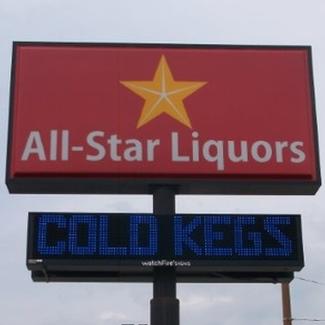 All-Star Liquors
COLD KEGS
watchFire SIGNS